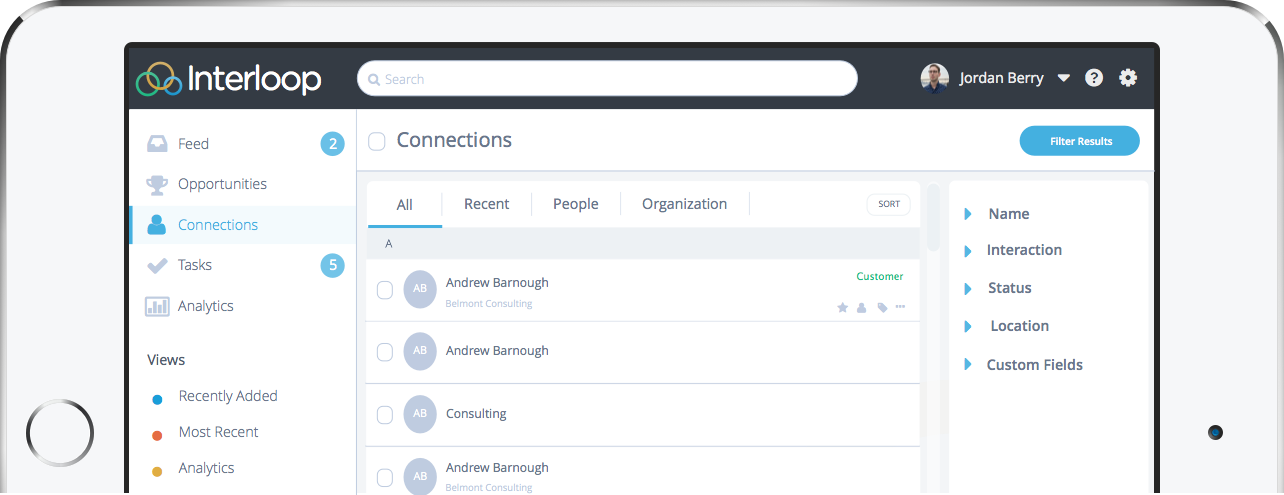 Interloop
Search
Jordan Berry
?
Feed
2
Opportunities
Connections
Tasks
5
Analytics
Views
Recently Added
Most Recent
Analytics
Connections
Filter Results
All
Recent
People
Organization
SORT
A
AB
Andrew Barnough
Belmont Consulting
Customer
AB
Andrew Barnough
AB
Consulting
AB
Andrew Barnough
Belmont Consulting
Name
Interaction
Status
Location
Custom Fields